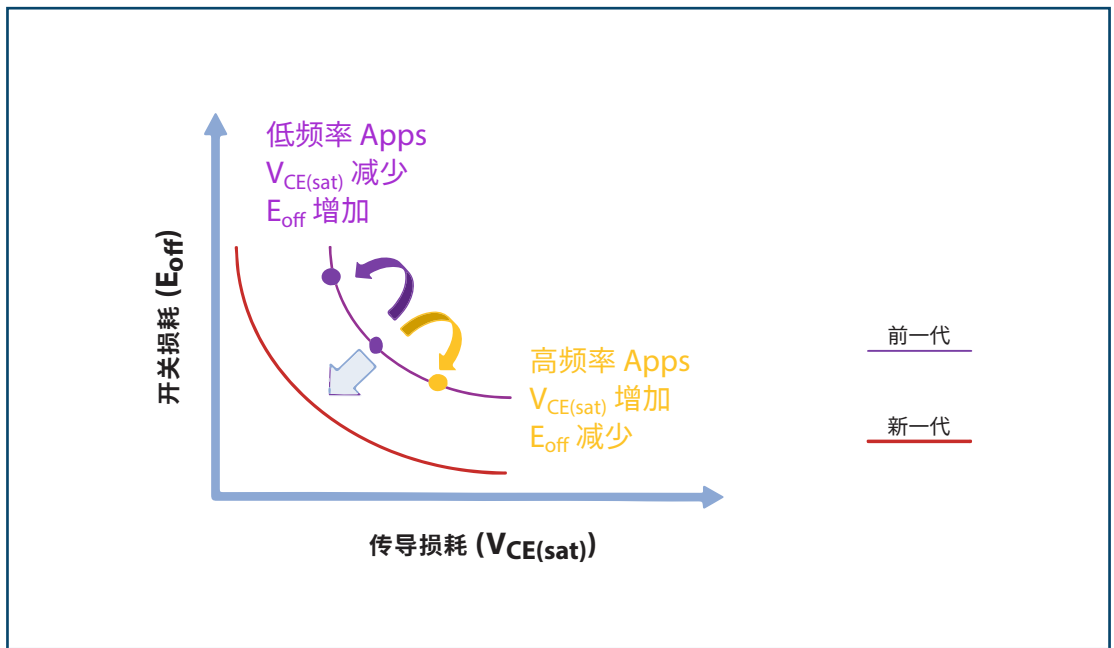 低频率 Apps
VCE(sat) 减少
Eoff 增加
开关损耗 (Eoff)
高频率 Apps
VCE(sat) 增加
Eoff 减少
传导损耗 (VCE(sat))
前一代
新一代